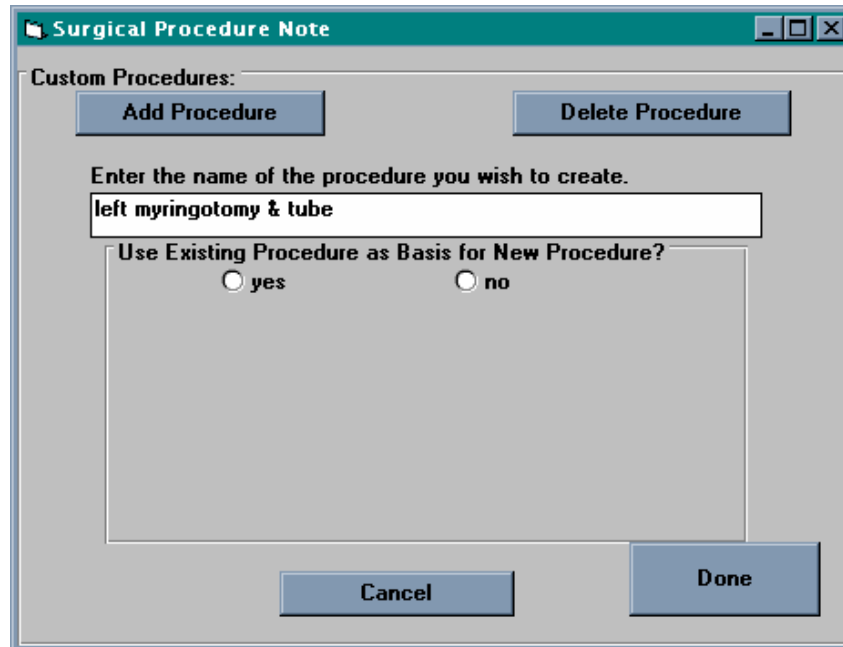 Surgical Procedure Note
Custom Procedures:
Add Procedure Delete Procedure
Enter the name of the procedure you wish to create.
left myringotomy & tube
Use Existing Procedure as Basis for New Procedure?
yes no
Cancel Done